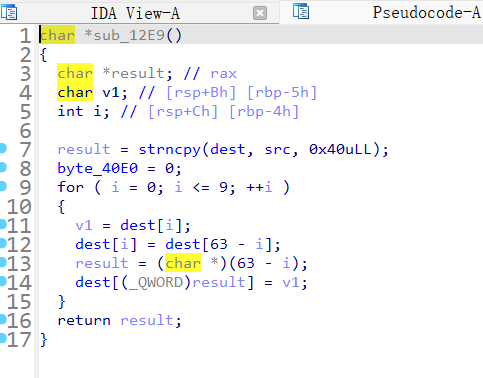 IDA View-A Pseudocode-A
1 char *sub_12E9()
2 {
3 char *result; // rax
4 char v1; // [rsp+Bh] [rbp-5h]
5 int i; // [rsp+Ch] [rbp-4h]
6
7 result = strncpy(dest, src, 0x40uLL);
8 byte_40E0 = 0;
9 for ( i = 0; i <= 9; ++i )
10 {
11 v1 = dest[i];
12 dest[i] = dest[63 - i];
13 result = (char *)(63 - i);
14 dest[(_QWORD)result] = v1;
15 }
16 return result;
17 }